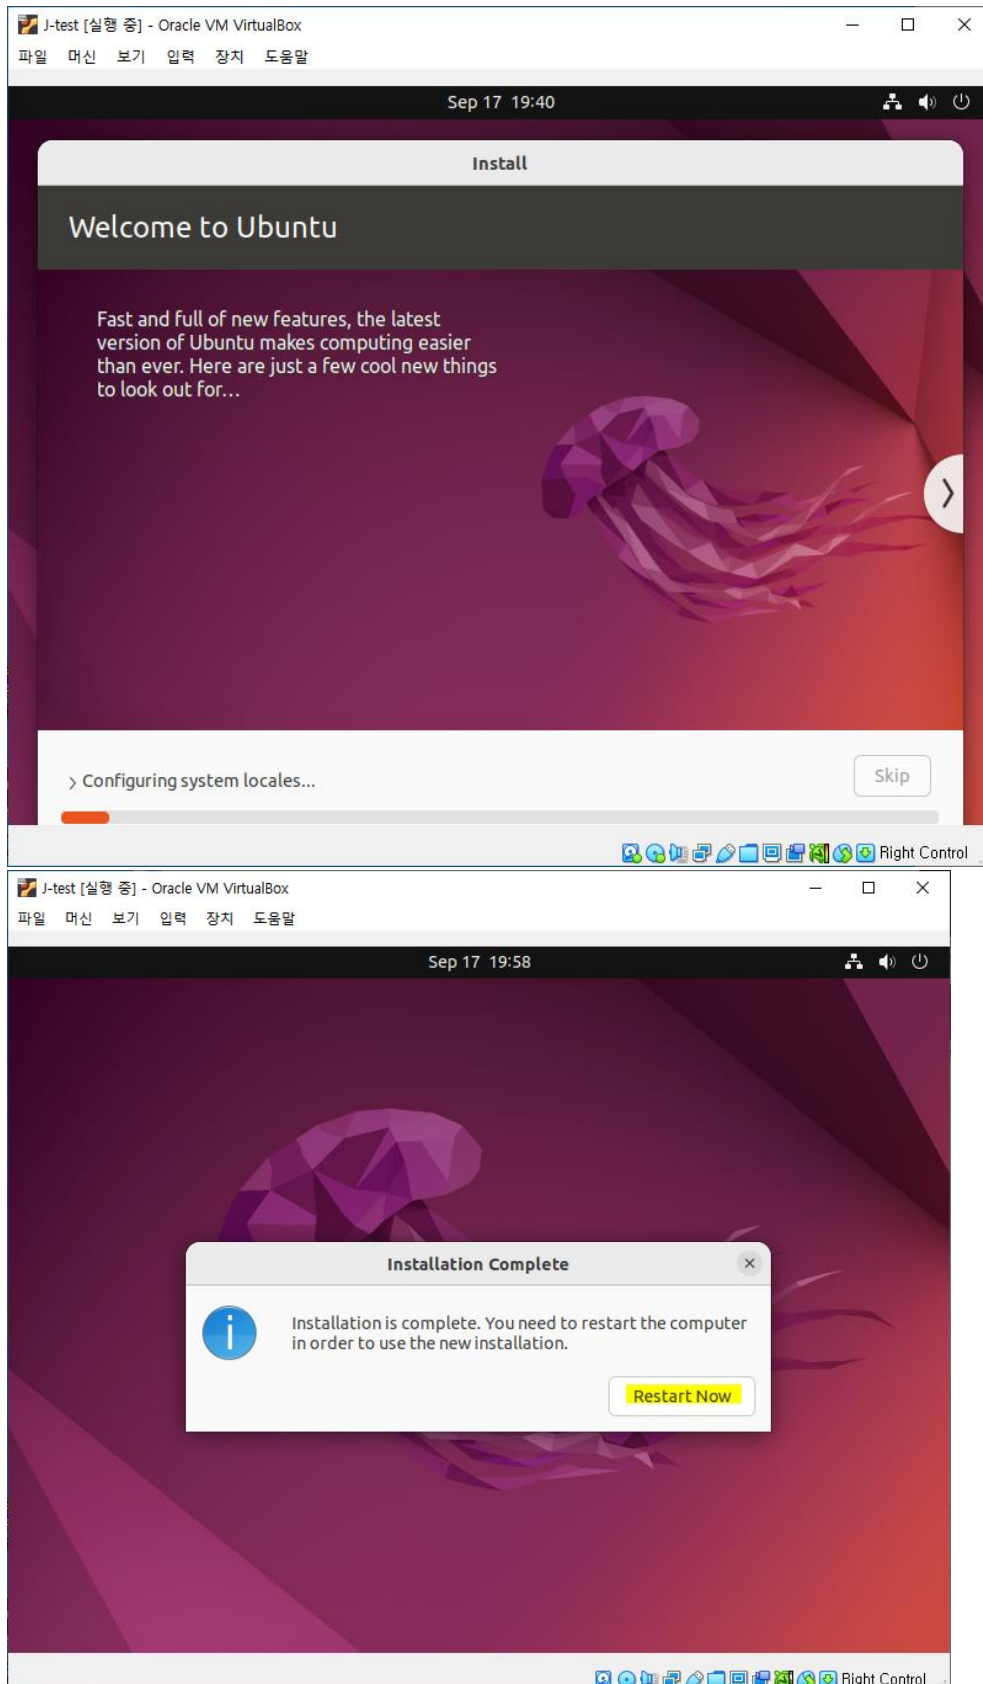 J-test [실행 중] - Oracle VM VirtualBox
파일 머신 보기 입력 장치 도움말
Sep 17 19:40
Install
Welcome to Ubuntu
Fast and full of new features, the latest
version of Ubuntu makes computing easier
than ever. Here are just a few cool new things
to look out for...
Configuring system locales...
Skip
Right Control
J-test [실행 중] - Oracle VM VirtualBox
파일 머신 보기 입력 장치 도움말
Sep 17 19:58
Installation Complete
Installation is complete. You need to restart the computer
in order to use the new installation.
Restart Now
Right Control